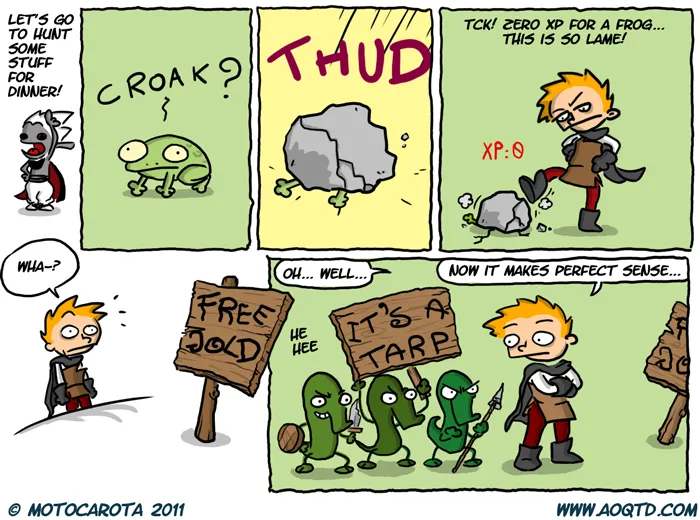 LET'S GO
TO HUNT
SOME
STUFF
FOR
DINNER!
CROAK?
THUD
TCK! ZERO XP FOR A FROG...
THIS IS SO LAME!
XP:0
WHA-?
FREE
JOLD
OH... WELL...
HE
HEE
IT'S A
TARP
NOW IT MAKES PERFECT SENSE...
F
JO
© MOTOCAROTA 2011
WWW.AOQTD.COM